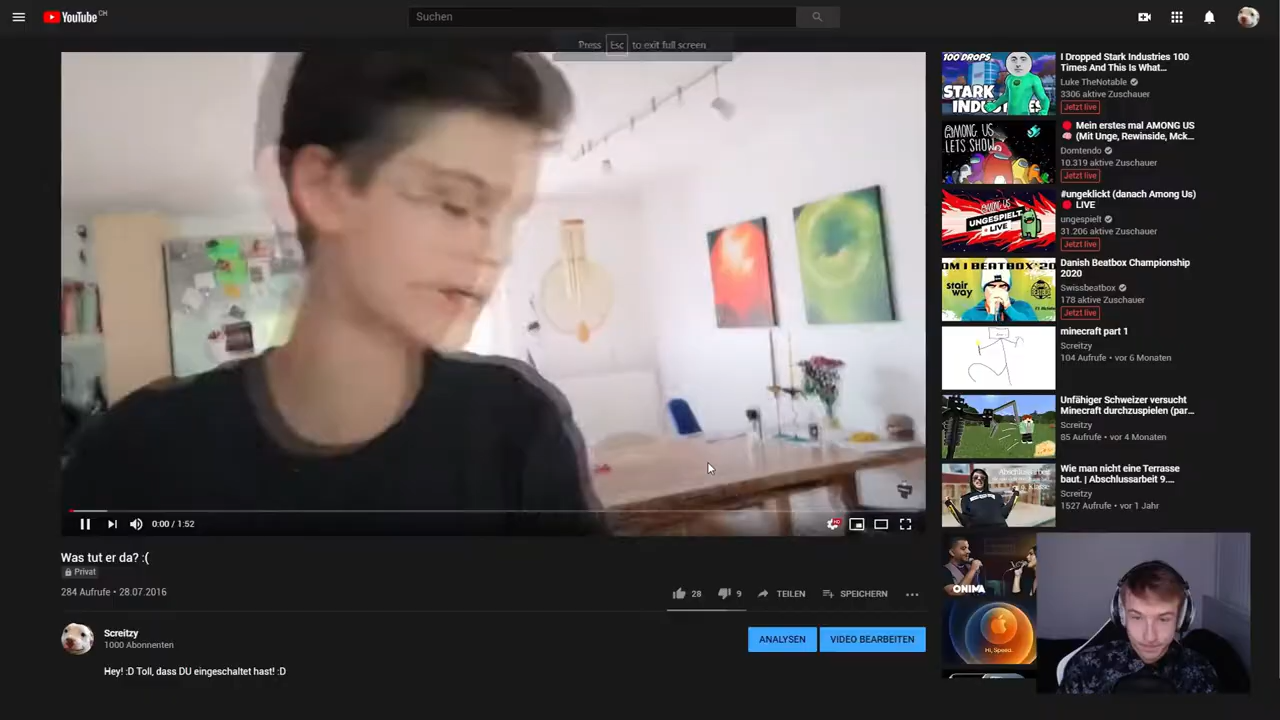 YouTube CH
Suchen
Press Esc to exit full screen
0:00 / 1:52
Was tut er da? :(
Privat
284 Aufrufe • 28.07.2016
28
9
TEILEN
SPEICHERN
Screitzy
1000 Abonnenten
ANALYSEN
VIDEO BEARBEITEN
Hey! :D Toll, dass DU eingeschaltet hast! :D
100 DROPS
STARK
I Dropped Stark Industries 100
Times And This Is What...
Luke TheNotable
3306 aktive Zuschauer
Jetzt live
AMONG US
LETS SHOW
Mein erstes mal AMONG US
(Mit Unge, Rewinside, Mck...
Domtendo
10.319 aktive Zuschauer
Jetzt live
AMONG US
UNGESPIELT
LIVE
#ungeklickt (danach Among Us)
LIVE
ungespielt
31.206 aktive Zuschauer
Jetzt live
stair
way
Danish Beatbox Championship
2020
Swissbeatbox
178 aktive Zuschauer
Jetzt live
minecraft part 1
Screitzy
104 Aufrufe • vor 6 Monaten
Unfähiger Schweizer versucht
Minecraft durchzuspielen (par...
Screitzy
85 Aufrufe • vor 4 Monaten
Wie man nicht eine Terrasse
baut. | Abschlussarbeit 9....
Screitzy
1527 Aufrufe • vor 1 Jahr
ONIMA
Hi, Speed.